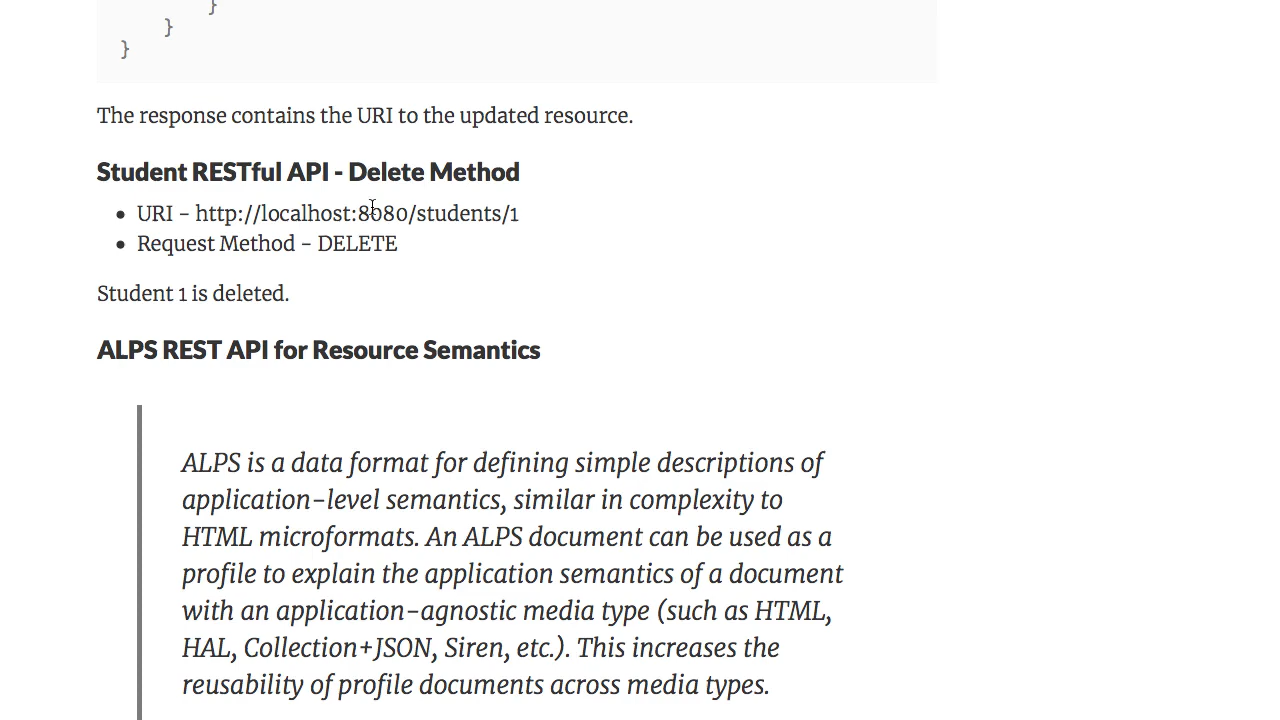 }
}
}
The response contains the URI to the updated resource.
Student RESTful API - Delete Method
• URI - http://localhost:8080/students/1
• Request Method - DELETE
Student 1 is deleted.
ALPS REST API for Resource Semantics
ALPS is a data format for defining simple descriptions of
application-level semantics, similar in complexity to
HTML microformats. An ALPS document can be used as a
profile to explain the application semantics of a document
with an application-agnostic media type (such as HTML,
HAL, Collection+JSON, Siren, etc.). This increases the
reusability of profile documents across media types.